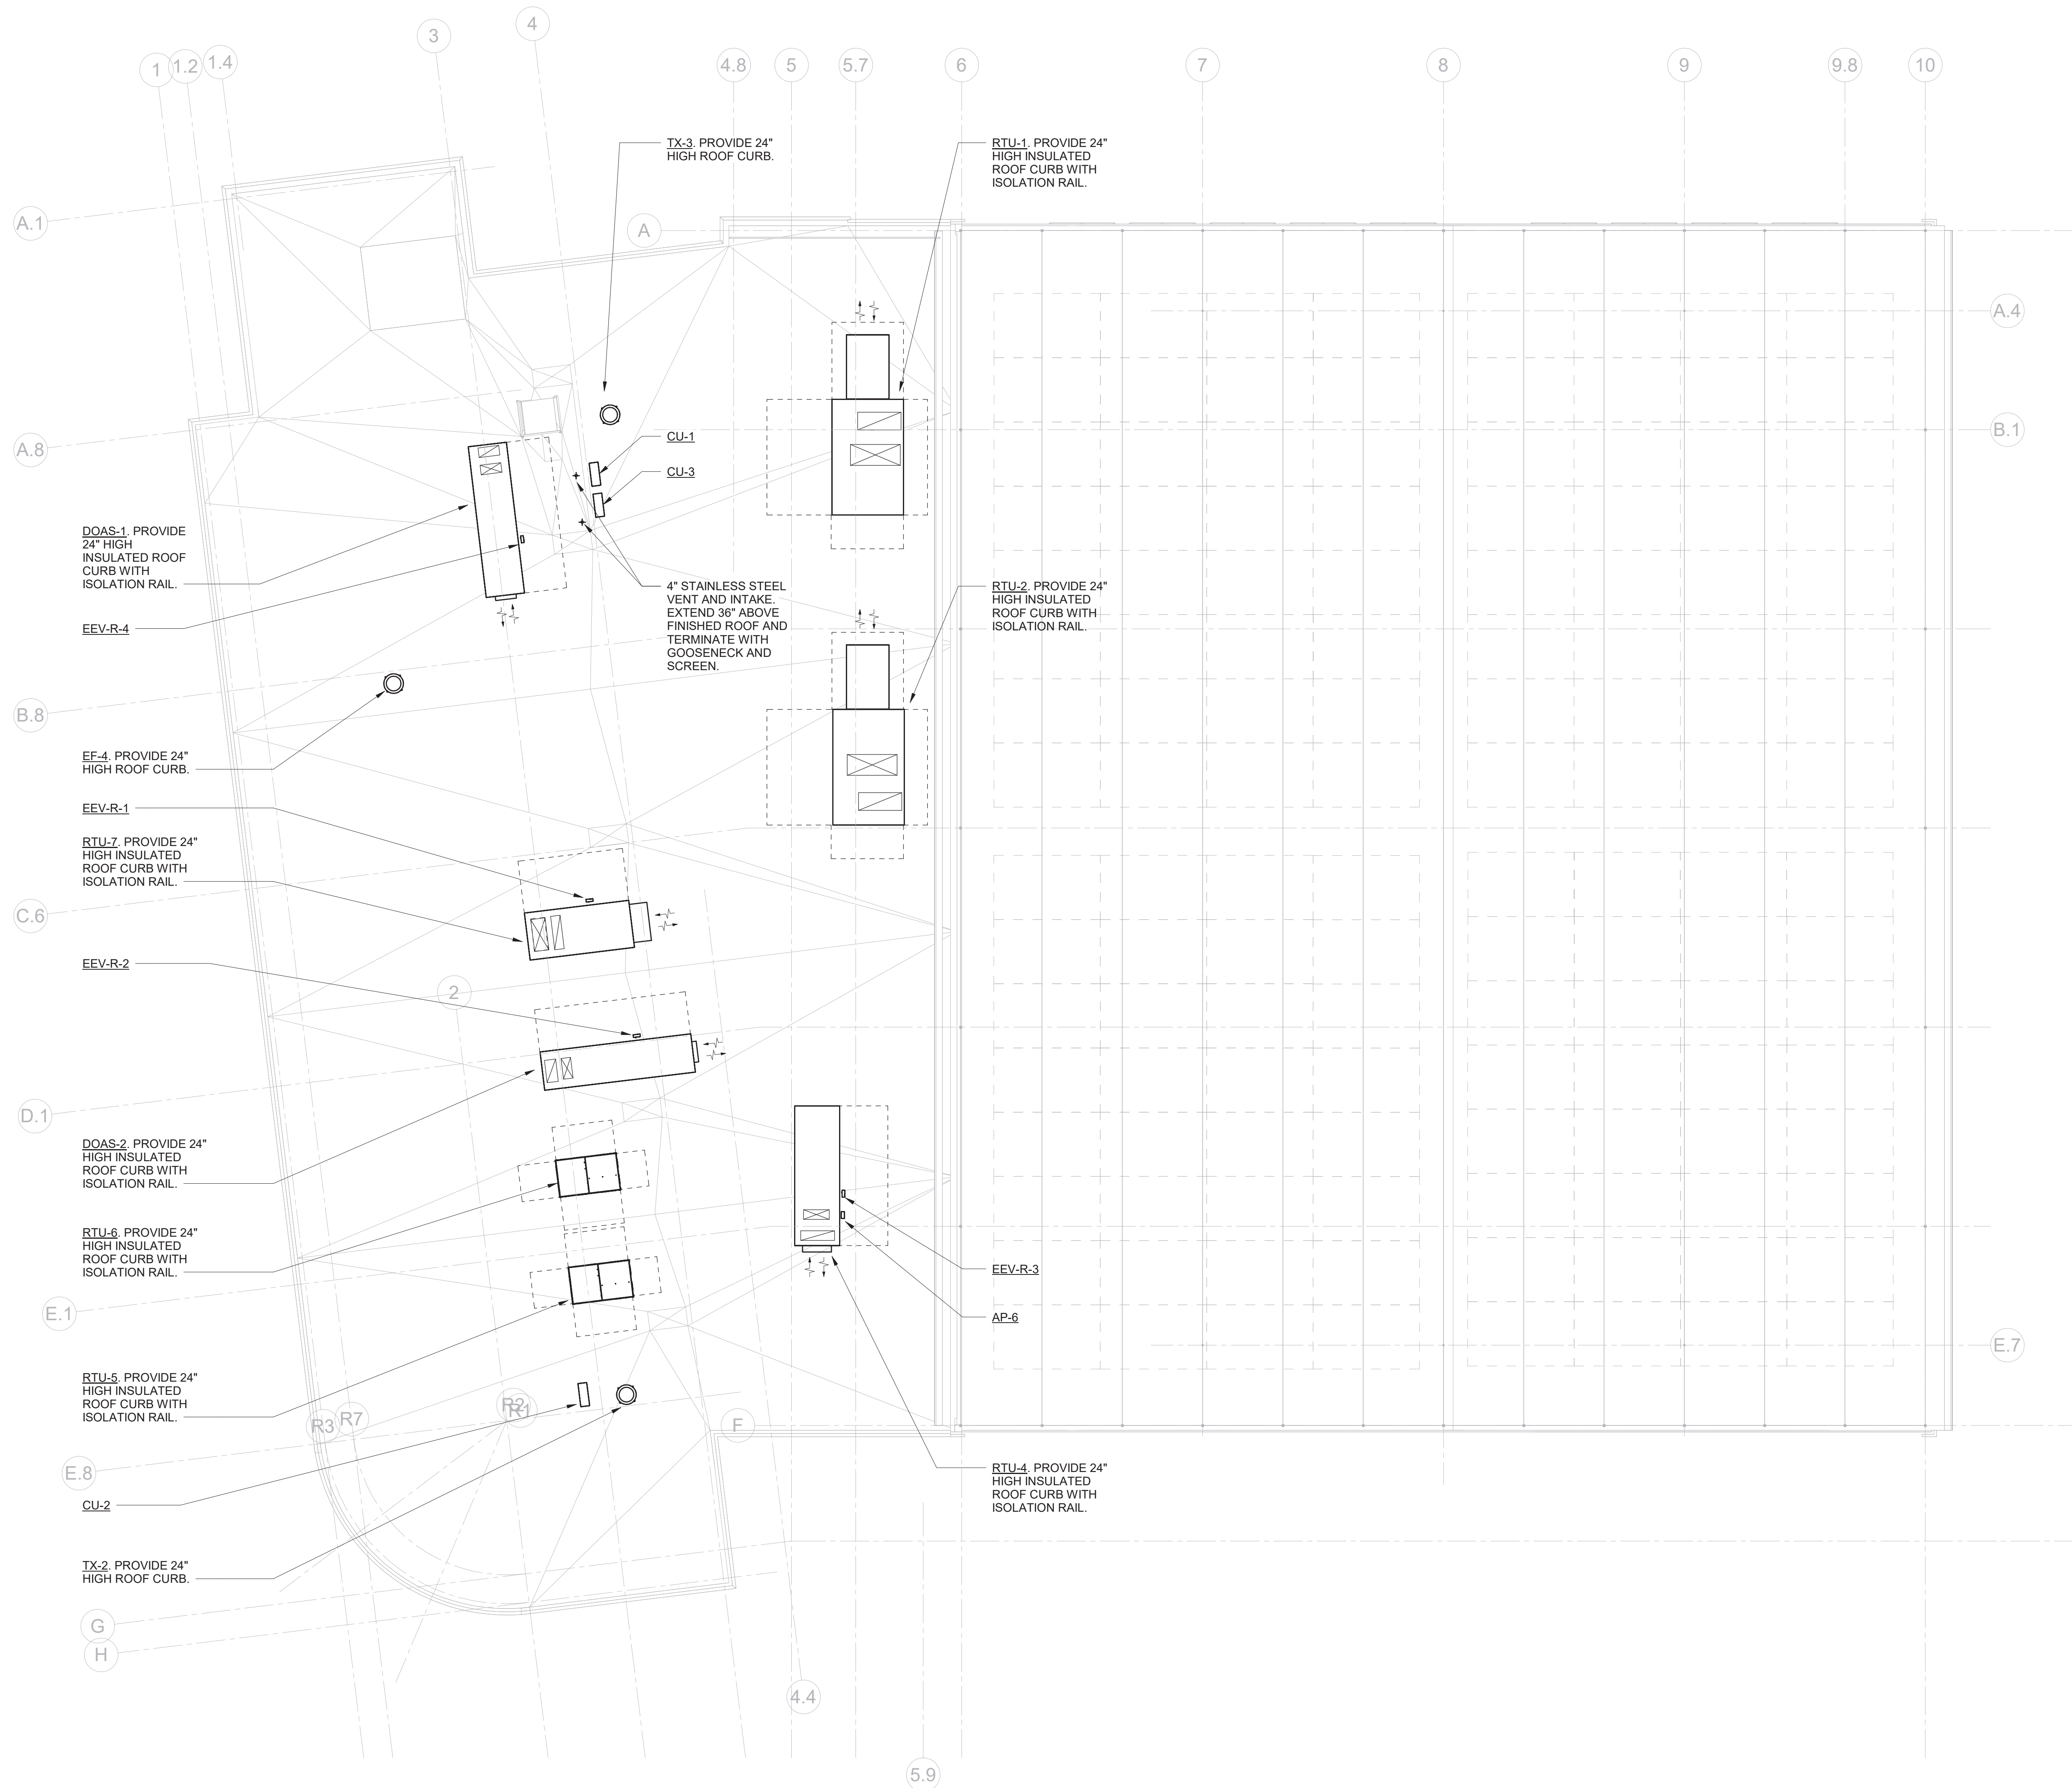 1
1.2
1.4
3
4
4.8
5
5.7
6
7
8
9
9.8
10
A.1
A
A.4
A.8
B.1
B.8
C.6
2
D.1
E.1
E.7
E.8
R3
R7
R2
R1
F
G
H
4.4
5.9
TX-3. PROVIDE 24"
HIGH ROOF CURB.
RTU-1. PROVIDE 24"
HIGH INSULATED
ROOF CURB WITH
ISOLATION RAIL.
CU-1
CU-3
DOAS-1. PROVIDE
24" HIGH
INSULATED ROOF
CURB WITH
ISOLATION RAIL.
EEV-R-4
4" STAINLESS STEEL
VENT AND INTAKE.
EXTEND 36" ABOVE
FINISHED ROOF AND
TERMINATE WITH
GOOSENECK AND
SCREEN.
RTU-2. PROVIDE 24"
HIGH INSULATED
ROOF CURB WITH
ISOLATION RAIL.
EF-4. PROVIDE 24"
HIGH ROOF CURB.
EEV-R-1
RTU-7. PROVIDE 24"
HIGH INSULATED
ROOF CURB WITH
ISOLATION RAIL.
EEV-R-2
DOAS-2. PROVIDE 24"
HIGH INSULATED
ROOF CURB WITH
ISOLATION RAIL.
RTU-6. PROVIDE 24"
HIGH INSULATED
ROOF CURB WITH
ISOLATION RAIL.
EEV-R-3
AP-6
RTU-5. PROVIDE 24"
HIGH INSULATED
ROOF CURB WITH
ISOLATION RAIL.
RTU-4. PROVIDE 24"
HIGH INSULATED
ROOF CURB WITH
ISOLATION RAIL.
CU-2
TX-2. PROVIDE 24"
HIGH ROOF CURB.